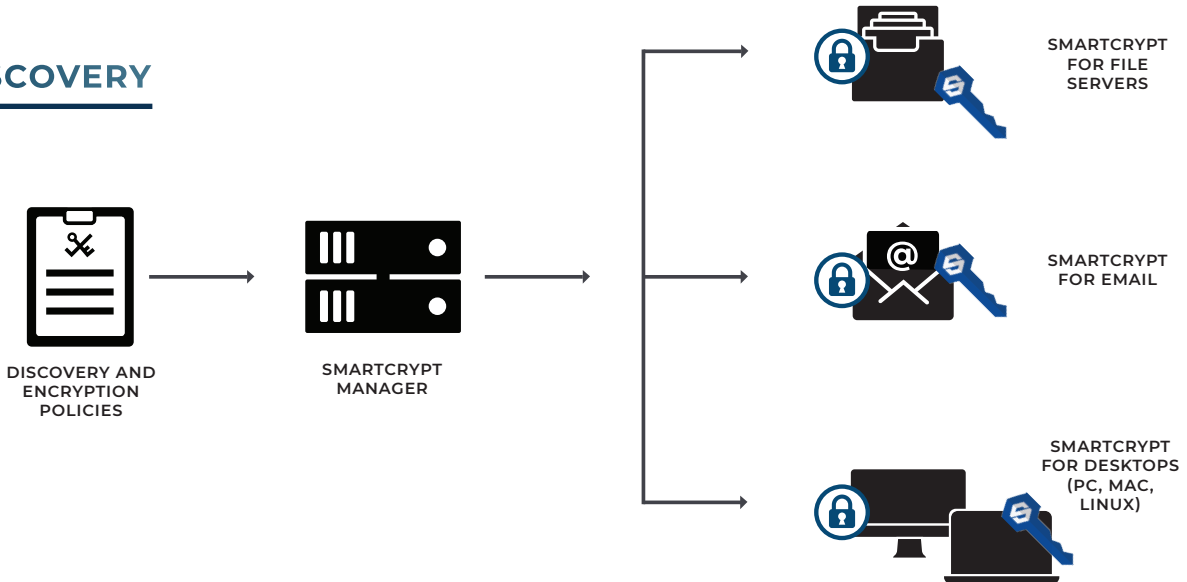 SCOVERY
SMARTCRYPT
FOR FILE
SERVERS
@
SMARTCRYPT
FOR EMAIL
DISCOVERY AND
ENCRYPTION
POLICIES
SMARTCRYPT
MANAGER
SMARTCRYPT
FOR DESKTOPS
(PC, MAC,
LINUX)